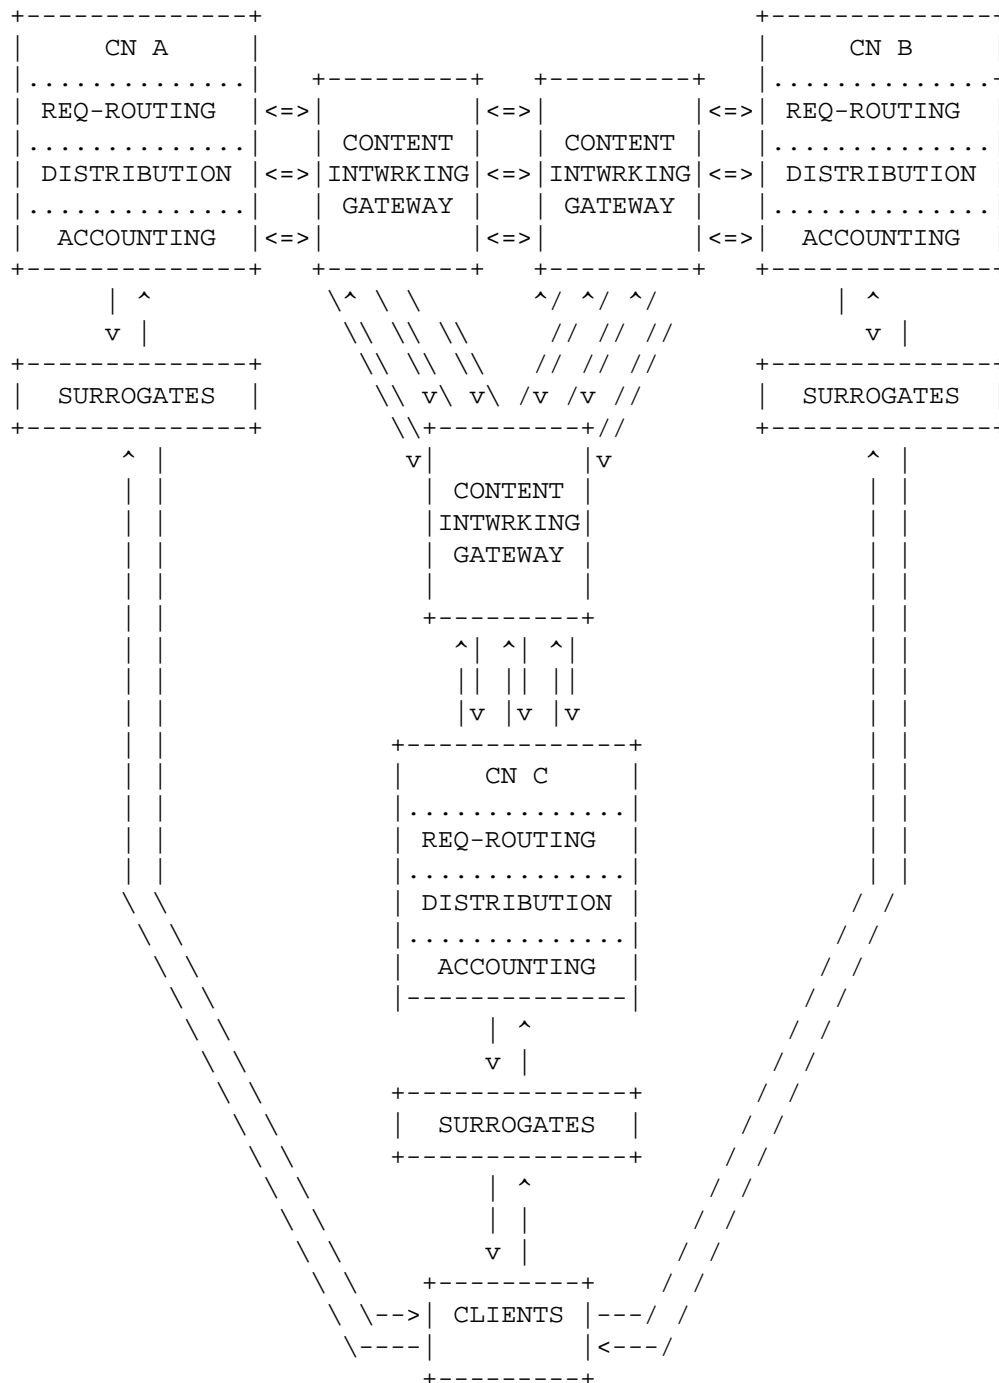 CN A CN B
REQ-ROUTING <=> <=> <=> REQ-ROUTING
CONTENT CONTENT
DISTRIBUTION <=> INTWRKING <=> INTWRKING <=> DISTRIBUTION
GATEWAY GATEWAY
ACCOUNTING <=> <=> <=> ACCOUNTING
SURROGATES SURROGATES
CONTENT
INTWRKING
GATEWAY
CN C
REQ-ROUTING
DISTRIBUTION
ACCOUNTING
SURROGATES
CLIENTS